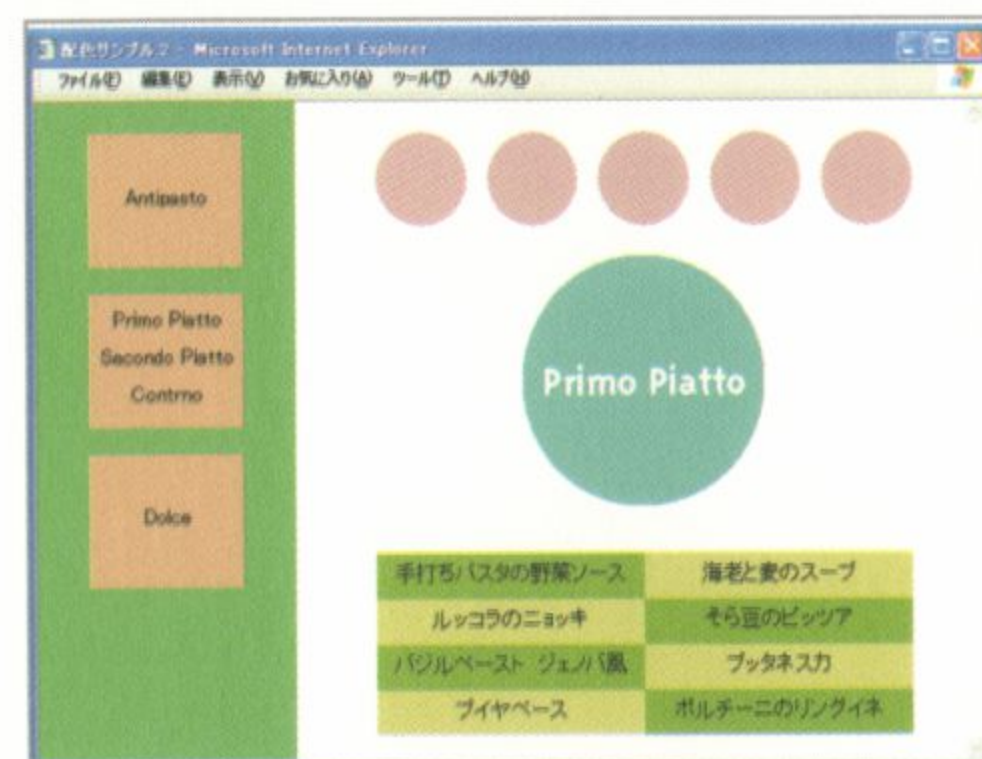 配色サンプル2 - Microsoft Internet Explorer
ファイル(F) 編集(E) 表示(V) お気に入り(A) ツール(T) ヘルプ(H)
Antipasto
Primo Piatto
Secondo Piatto
Contrno
Dolce
Primo Piatto
手打ちパスタの野菜ソース 海老と麦のスープ
ルッコラのニョッキ そら豆のピッツア
バジルペースト ジェノバ風 プッタネスカ
ブイヤベース ポルチーニのリングイネ